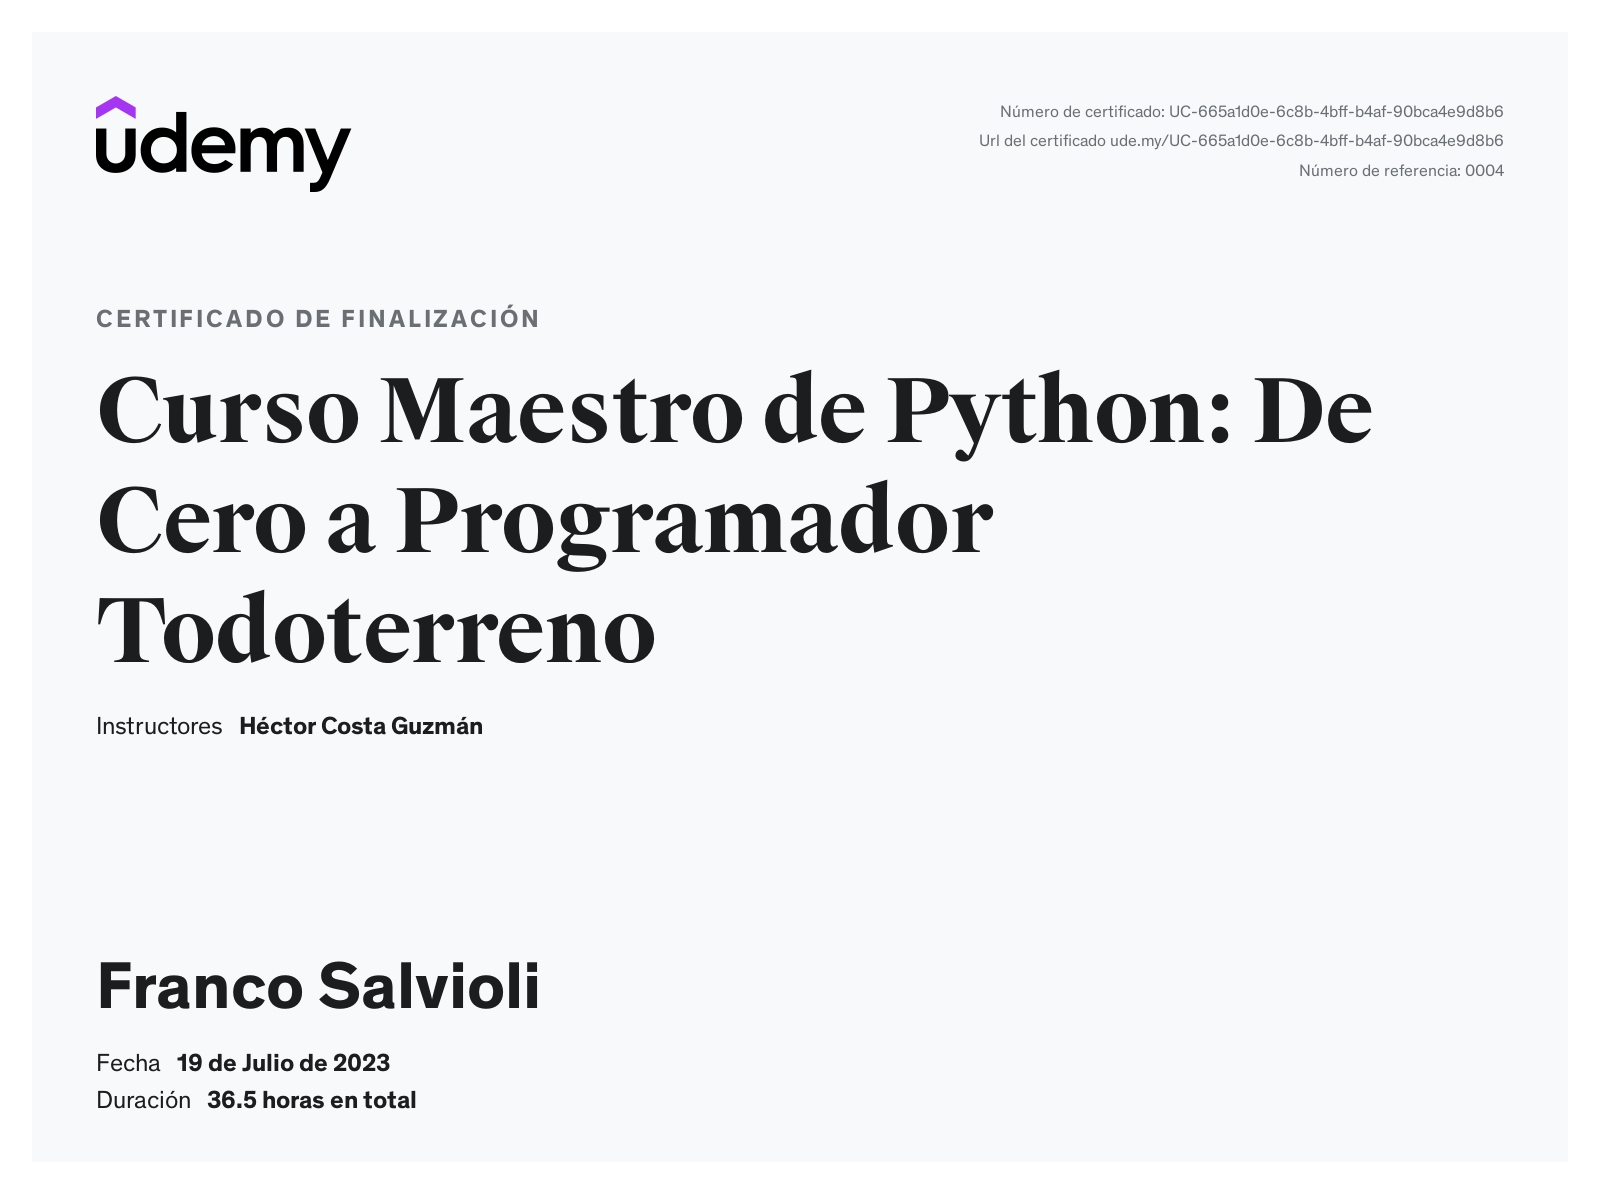 udemy
Número de certificado: UC-665a1d0e-6c8b-4bff-b4af-90bca4e9d8b6
Url del certificado ude.my/UC-665a1d0e-6c8b-4bff-b4af-90bca4e9d8b6
Número de referencia: 0004
CERTIFICADO DE FINALIZACIÓN
Curso Maestro de Python: De
Cero a Programador
Todoterreno
Instructores Héctor Costa Guzmán
Franco Salvioli
Fecha 19 de Julio de 2023
Duración 36.5 horas en total